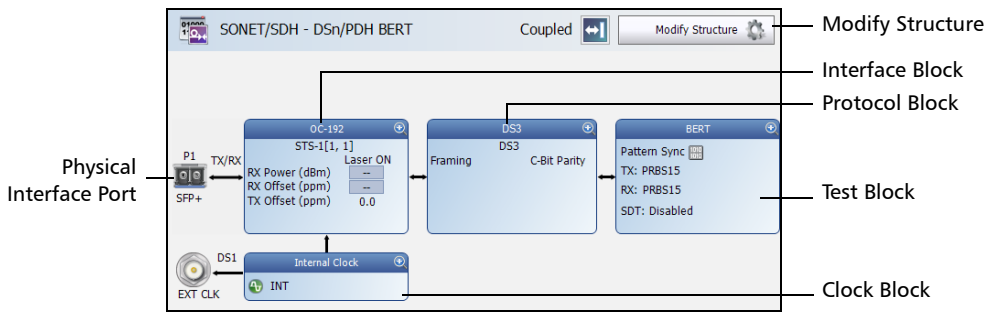 SONET/SDH - DSn/PDH BERT
Coupled
Modify Structure
Modify Structure
Interface Block
Protocol Block
Physical
Interface Port
P1
TX/RX
SFP+
OC-192
STS-1[1, 1]
Laser ON
RX Power (dBm) --
RX Offset (ppm) --
TX Offset (ppm) 0.0
DS3
DS3
Framing C-Bit Parity
BERT
Pattern Sync
TX: PRBS15
RX: PRBS15
SDT: Disabled
Test Block
DS1
EXT CLK
Internal Clock
INT
Clock Block